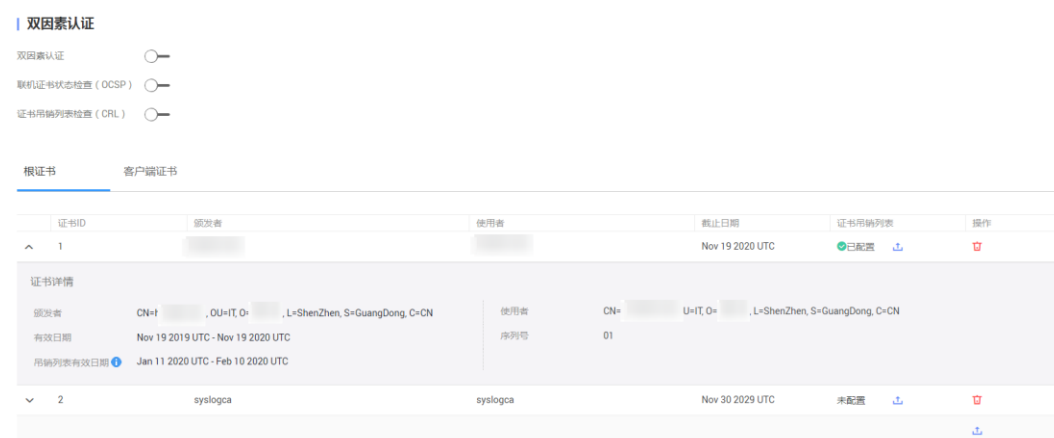 双因素认证
双因素认证
联机证书状态检查（OCSP）
证书吊销列表检查（CRL）
根证书 客户端证书
证书ID 颁发者 使用者 截止日期 证书吊销列表 操作
1 Nov 19 2020 UTC 已配置
证书详情
颁发者 CN= , OU=IT, O= , L=ShenZhen, S=GuangDong, C=CN 使用者 CN= U=IT, O= , L=ShenZhen, S=GuangDong, C=CN
有效日期 Nov 19 2019 UTC - Nov 19 2020 UTC 序列号 01
吊销列表有效日期 Jan 11 2020 UTC - Feb 10 2020 UTC
2 syslogca syslogca Nov 30 2029 UTC 未配置